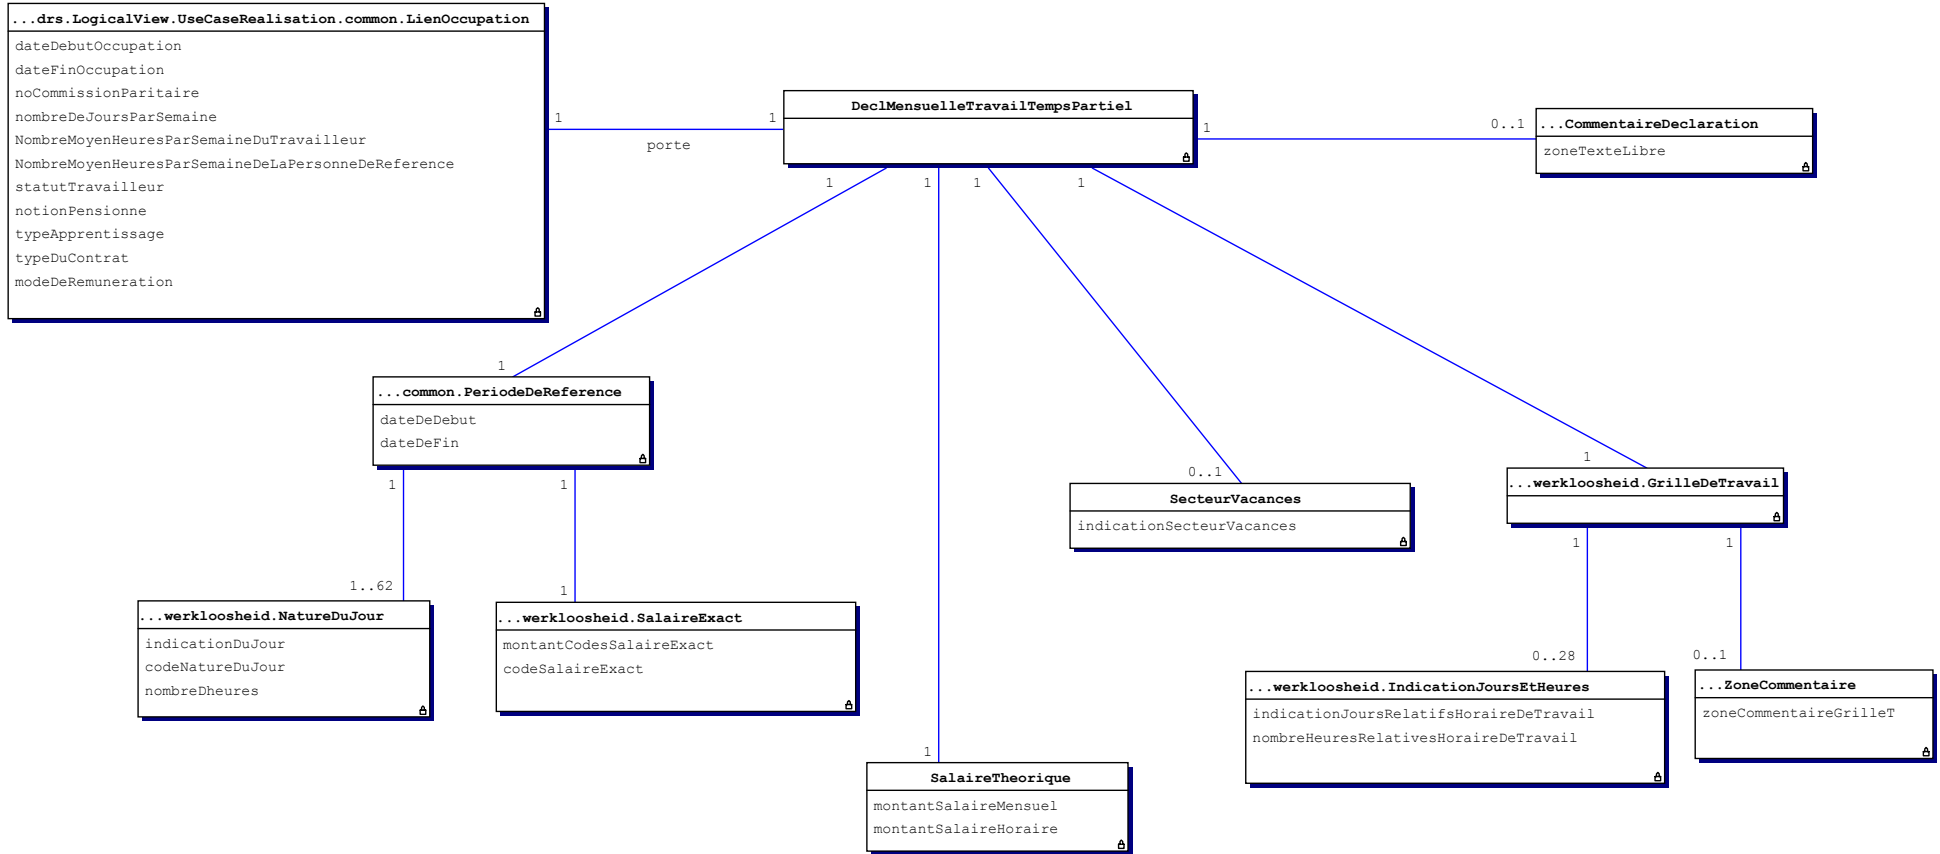 ...drs.LogicalView.UseCaseRealisation.common.LienOccupation
dateDebutOccupation
dateFinOccupation
noCommissionParitaire
nombreDeJoursParSemaine
NombreMoyenHeuresParSemaineDuTravailleur
NombreMoyenHeuresParSemaineDeLaPersonneDeReference
statutTravailleur
notionPensionne
typeApprentissage
typeDuContrat
modeDeRemuneration
1
porte
1
DeclMensuelleTravailTempsPartiel
1
0..1
...CommentaireDeclaration
zoneTexteLibre
1
1
1
1
1
...common.PeriodeDeReference
dateDeDebut
dateDeFin
0..1
SecteurVacances
indicationSecteurVacances
1
...werkloosheid.GrilleDeTravail
1
1
1..62
1
...werkloosheid.NatureDuJour
indicationDuJour
codeNatureDuJour
nombreDheures
...werkloosheid.SalaireExact
montantCodesSalaireExact
codeSalaireExact
1
SalaireTheorique
montantSalaireMensuel
montantSalaireHoraire
1
1
0..28
0..1
...werkloosheid.IndicationJoursEtHeures
indicationJoursRelatifsHoraireDeTravail
nombreHeuresRelativesHoraireDeTravail
...ZoneCommentaire
zoneCommentaireGrilleT